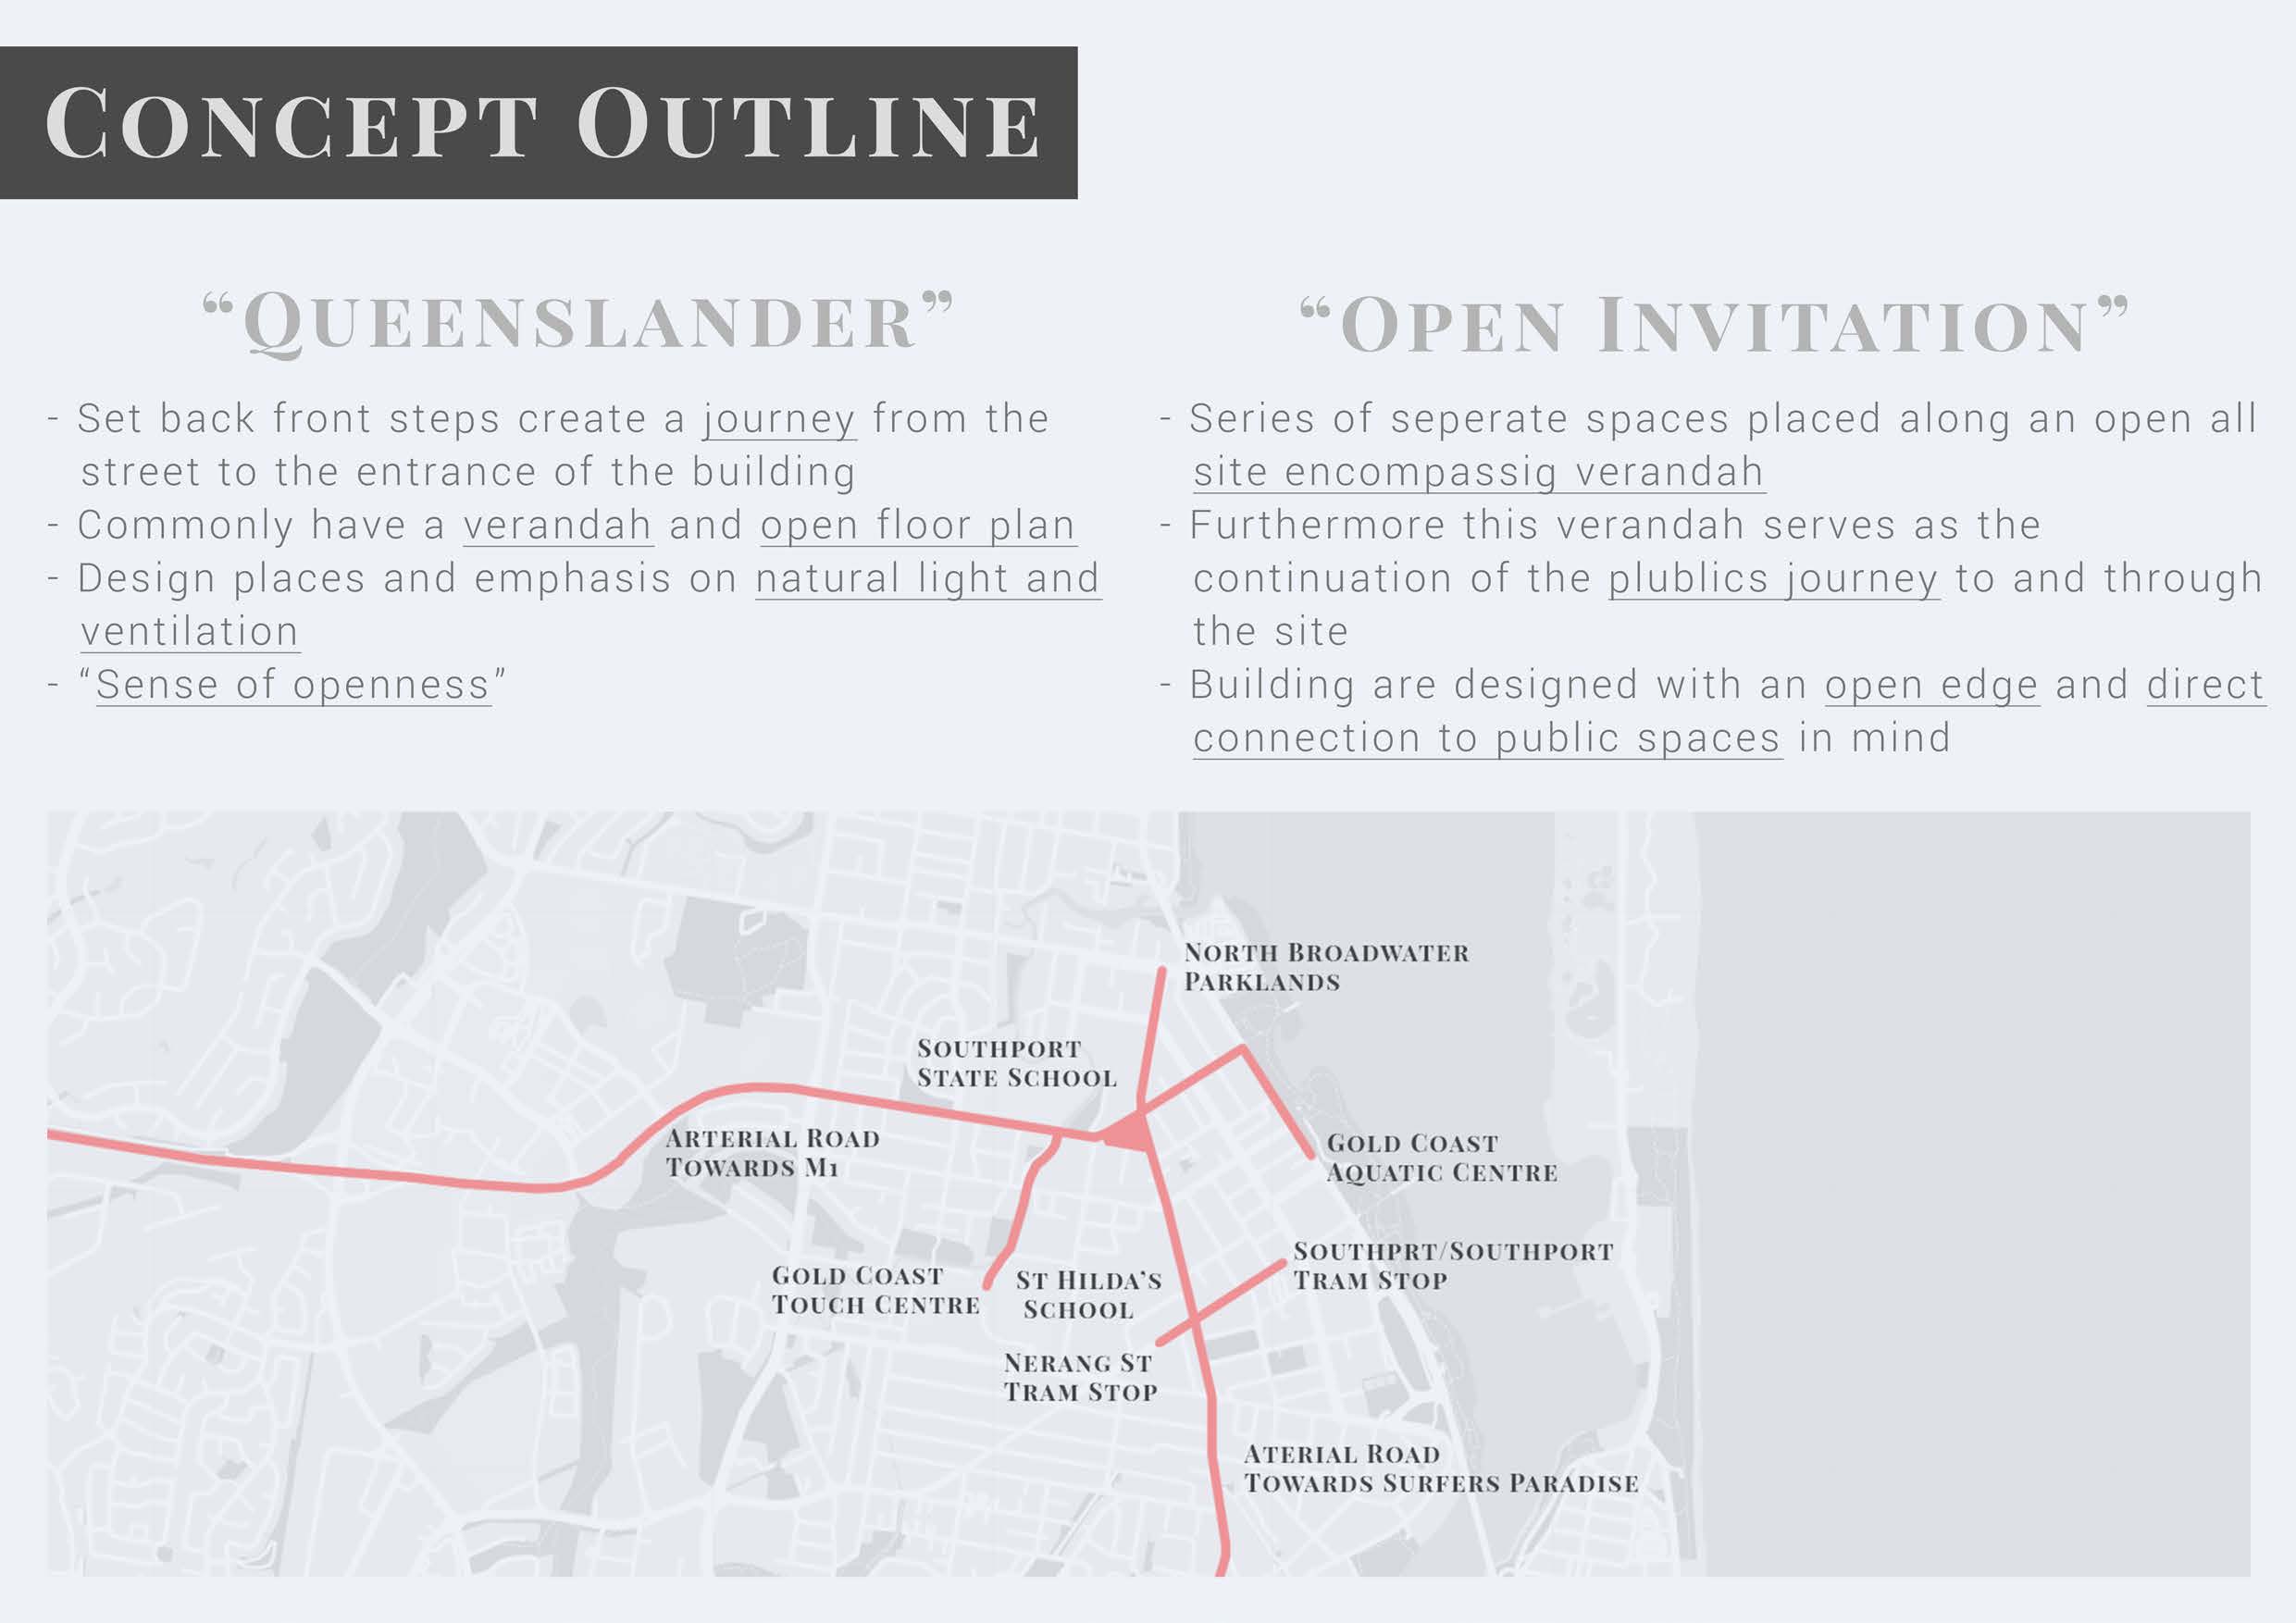 Concept Outline
“Queenslander”
- Set back front steps create a journey from the
street to the entrance of the building
- Commonly have a verandah and open floor plan
- Design places and emphasis on natural light and
ventilation
- “Sense of openness”
“Open Invitation”
- Series of seperate spaces placed along an open all
site encompassig verandah
- Furthermore this verandah serves as the
continuation of the plublics journey to and through
the site
- Building are designed with an open edge and direct
connection to public spaces in mind
North Broadwater
Parklands
Southport
State School
Arterial Road
Towards M1
Gold Coast
Aquatic Centre
Southprt/Southport
Tram Stop
Gold Coast
Touch Centre
St Hilda’s
School
Nerang St
Tram Stop
Aterial Road
Towards Surfers Paradise